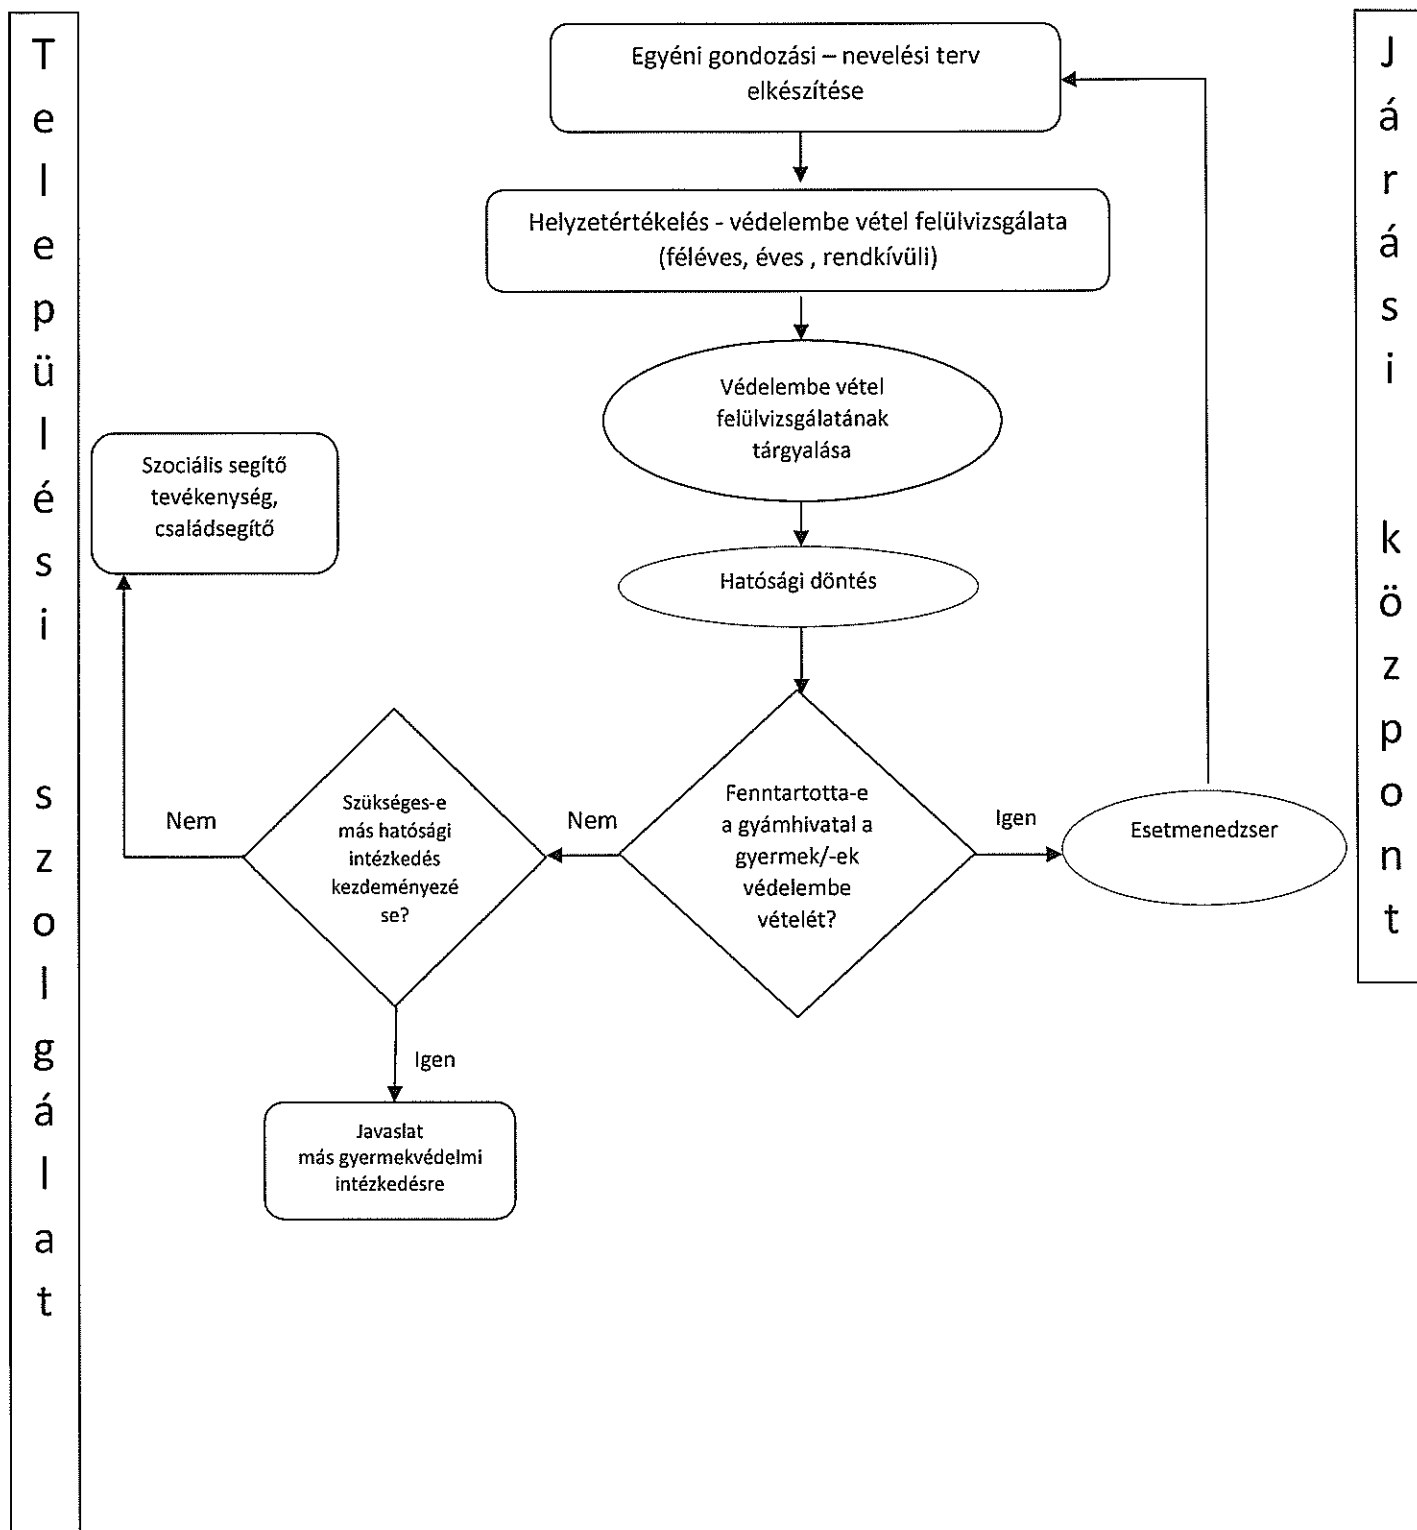 Települési szolgálat
Egyéni gondozási – nevelési terv
elkészítése
Helyzetértékelés - védelembe vétel felülvizsgálata
(féléves, éves , rendkívüli)
Védelembe vétel
felülvizsgálatának
tárgyalása
Szociális segítő
tevékenység,
családsegítő
Hatósági döntés
Fenntartotta-e
a gyámhivatal a
gyermek/-ek
védelembe
vételét?
Igen
Esetmenedzser
Nem
Szükséges-e
más hatósági
intézkedés
kezdeményezé
se?
Nem
Igen
Javaslat
más gyermekvédelmi
intézkedésre
Járási központ